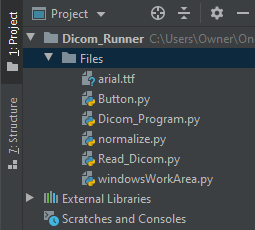 1: Project
7: Structure
Project
Dicom_Runner C:\Users\Owner\On
Files
arial.ttf
Button.py
Dicom_Program.py
normalize.py
Read_Dicom.py
windowsWorkArea.py
External Libraries
Scratches and Consoles